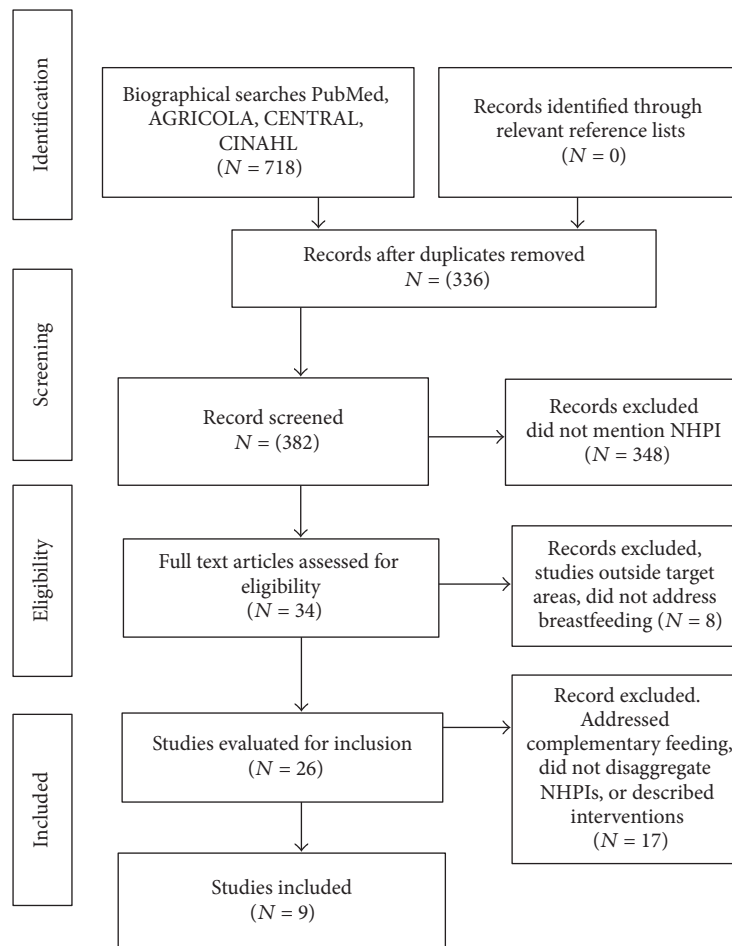 Identification
Biographical searches PubMed,
AGRICOLA, CENTRAL,
CINAHL
(N = 718)
Records identified through
relevant reference lists
(N = 0)
Records after duplicates removed
N = (336)
Screening
Record screened
N = (382)
Records excluded
did not mention NHPI
(N = 348)
Eligibility
Full text articles assessed for
eligibility
(N = 34)
Records excluded,
studies outside target
areas, did not address
breastfeeding (N = 8)
Included
Studies evaluated for inclusion
(N = 26)
Record excluded.
Addressed
complementary feeding,
did not disaggregate
NHPIs, or described
interventions
(N = 17)
Studies included
(N = 9)